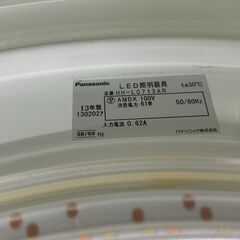 Panasonic LED照明器具 ta30℃
品番 HH-LC713AR
13年製 AMDK 100V 50/60Hz
1302027 消費電力 61W
入力電流 0.62A
50/60 Hz パナソニック株式会社